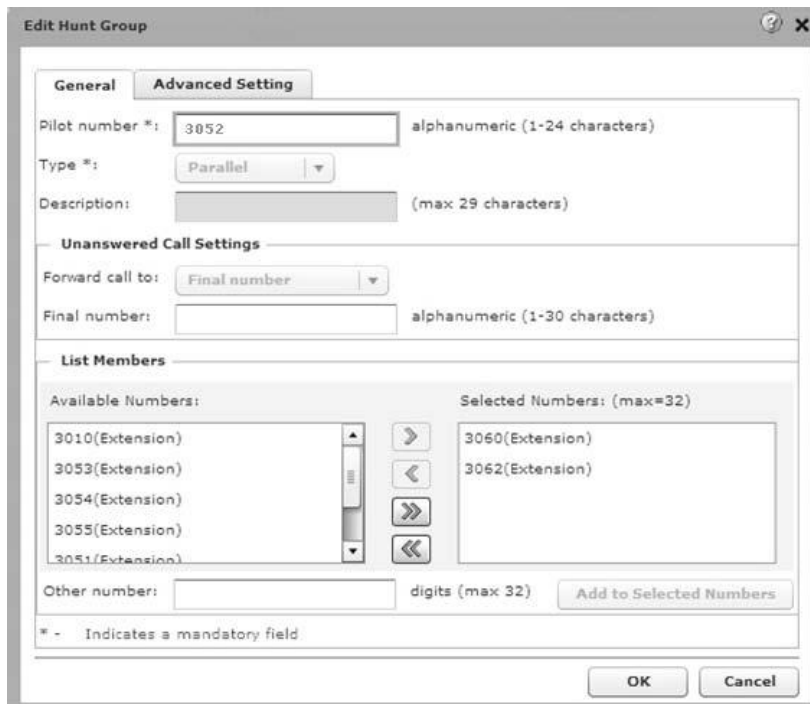 Edit Hunt Group
General Advanced Setting
Pilot number *: 3052 alphanumeric (1-24 characters)
Type *: Parallel
Description: (max 29 characters)
Unanswered Call Settings
Forward call to: Final number
Final number: alphanumeric (1-30 characters)
List Members
Available Numbers: Selected Numbers: (max=32)
3010(Extension) 3060(Extension)
3053(Extension) 3062(Extension)
3054(Extension)
3055(Extension)
3051(Extension)
Other number: digits (max 32) Add to Selected Numbers
* - Indicates a mandatory field
OK Cancel